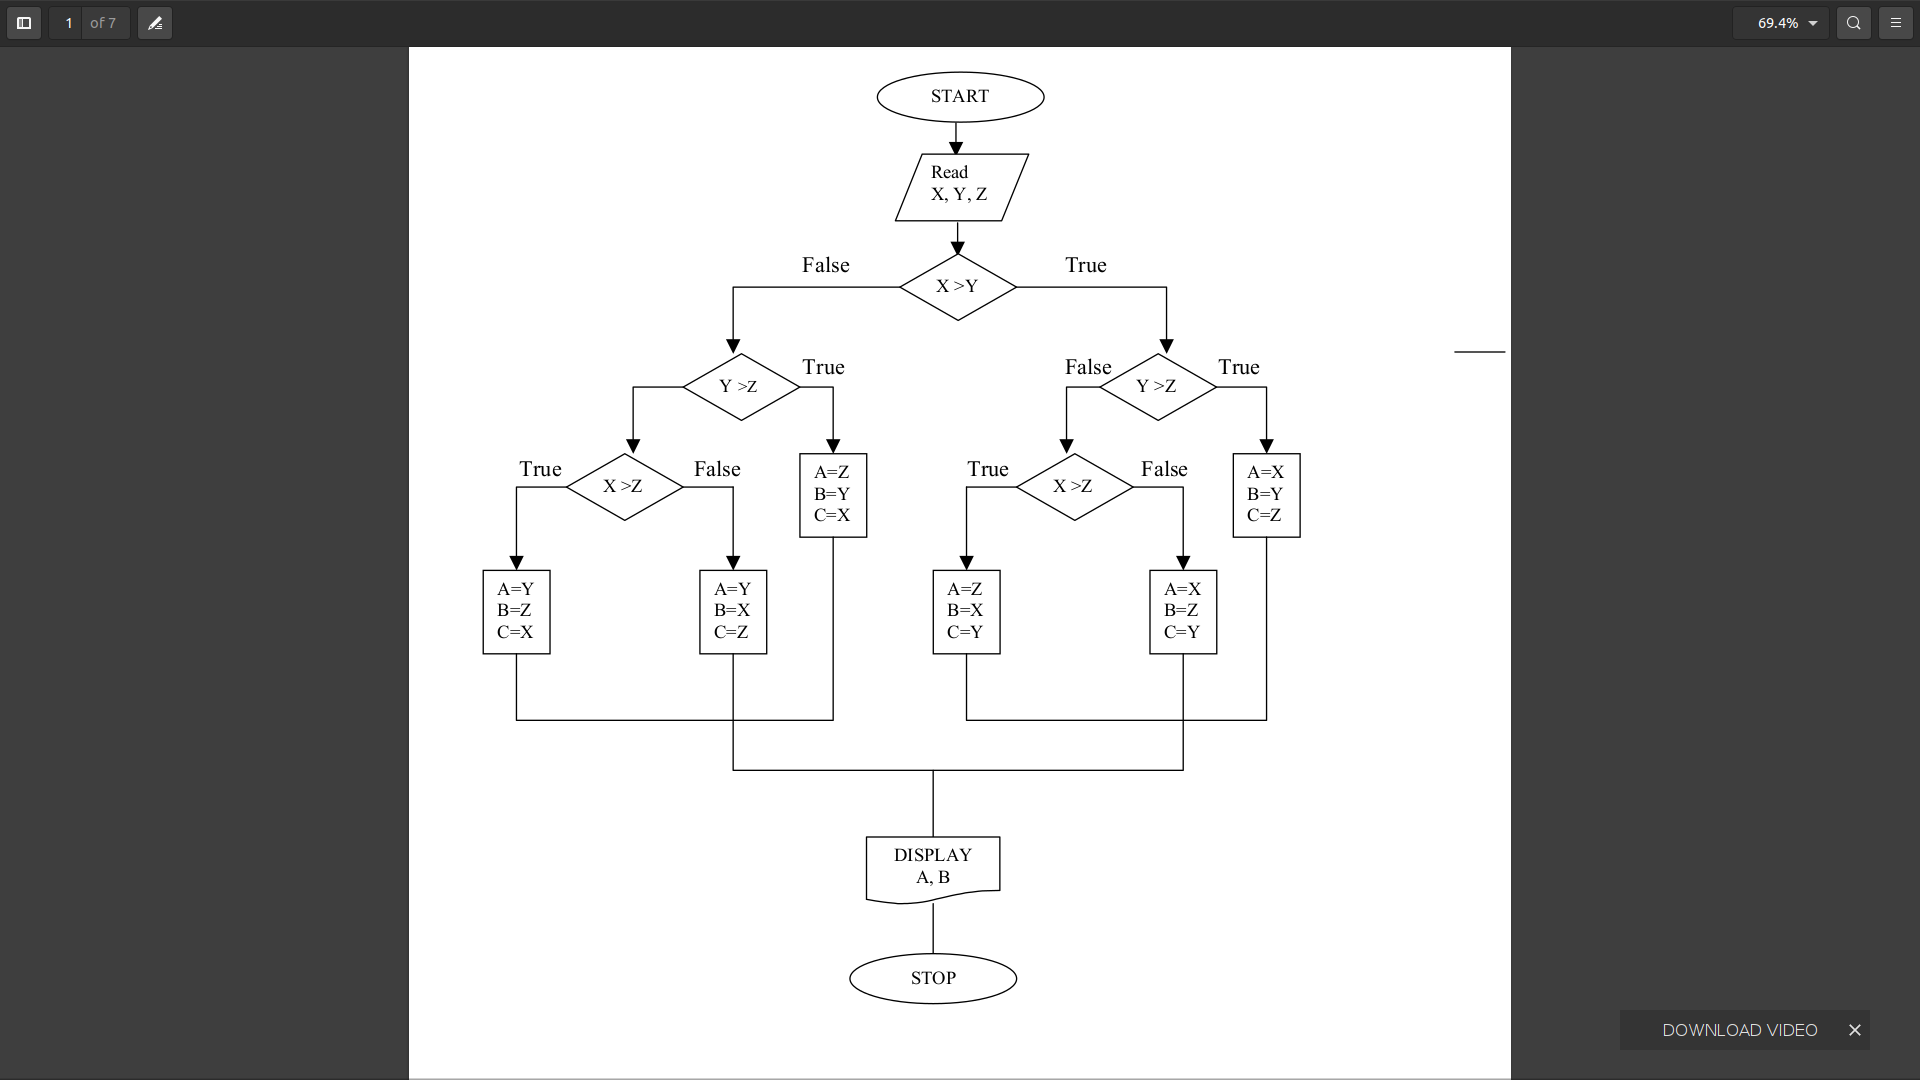 1 of 7
69.4%
START
Read
X, Y, Z
False
True
X >Y
True
False
True
Y >Z
Y >Z
True
False
True
False
X >Z
X >Z
A=Z
B=Y
C=X
A=X
B=Y
C=Z
A=Y
B=Z
C=X
A=Y
B=X
C=Z
A=Z
B=X
C=Y
A=X
B=Z
C=Y
DISPLAY
A, B
STOP
DOWNLOAD VIDEO